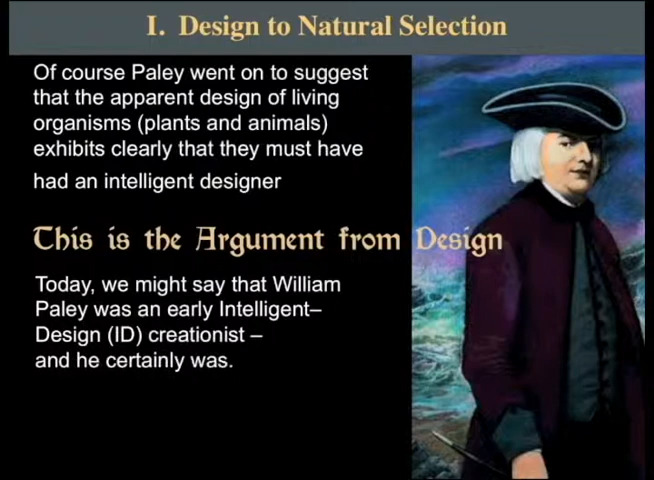 I. Design to Natural Selection
Of course Paley went on to suggest
that the apparent design of living
organisms (plants and animals)
exhibits clearly that they must have
had an intelligent designer
This is the Argument from Design
Today, we might say that William
Paley was an early Intelligent–
Design (ID) creationist –
and he certainly was.